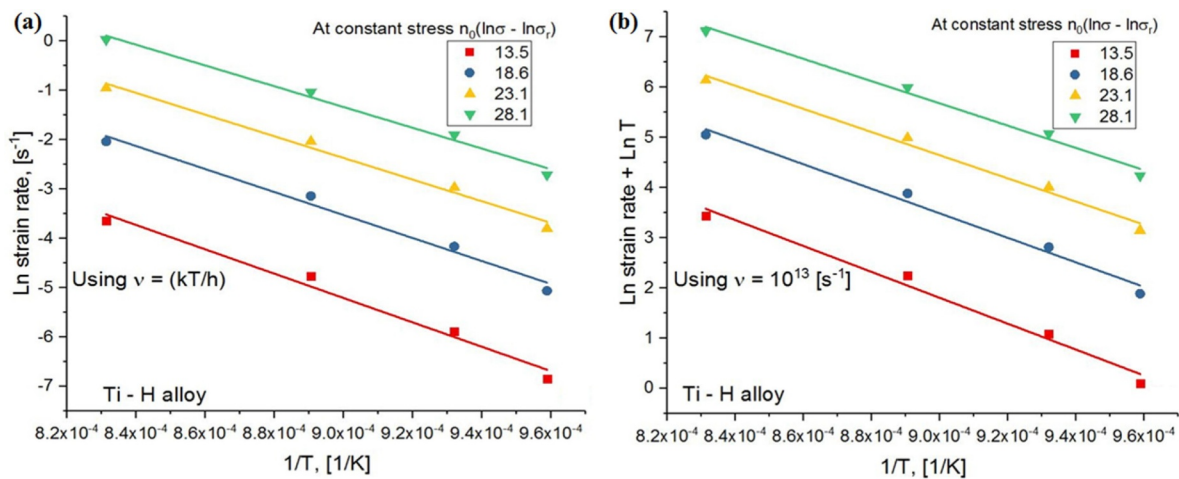 (a)
At constant stress n₀(lnσ - lnσᵣ)
13.5
18.6
23.1
28.1
0
-1
-2
-3
-4
-5
-6
-7
Ln strain rate, [s⁻¹]
Using ν = (kT/h)
Ti - H alloy
8.2x10⁻⁴ 8.4x10⁻⁴ 8.6x10⁻⁴ 8.8x10⁻⁴ 9.0x10⁻⁴ 9.2x10⁻⁴ 9.4x10⁻⁴ 9.6x10⁻⁴
1/T, [1/K]
(b)
At constant stress n₀(lnσ - lnσᵣ)
13.5
18.6
23.1
28.1
7
6
5
4
3
2
1
0
Ln strain rate + Ln T
Using ν = 10¹³ [s⁻¹]
Ti - H alloy
8.2x10⁻⁴ 8.4x10⁻⁴ 8.6x10⁻⁴ 8.8x10⁻⁴ 9.0x10⁻⁴ 9.2x10⁻⁴ 9.4x10⁻⁴ 9.6x10⁻⁴
1/T, [1/K]